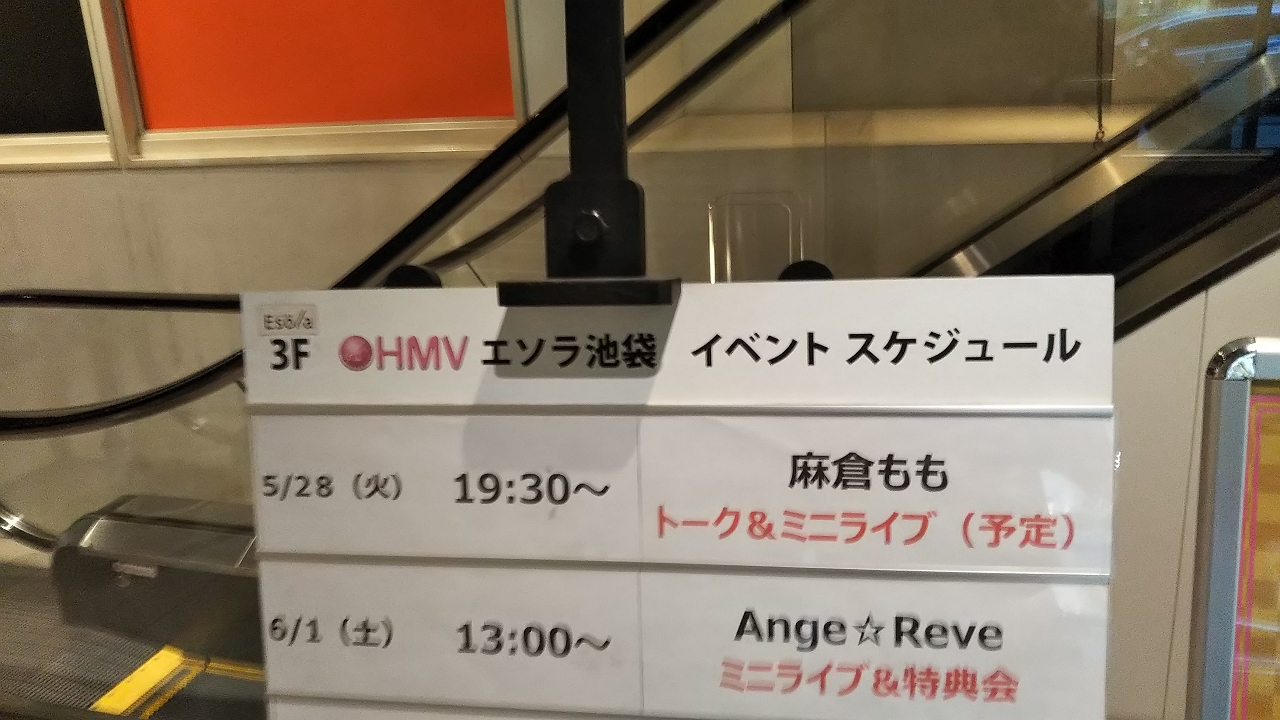 Esola
3F HMV エソラ池袋 イベント スケジュール
5/28（火） 19:30～ 麻倉もも
トーク&ミニライブ（予定）
6/1（土） 13:00～ Ange☆Reve
ミニライブ&特典会